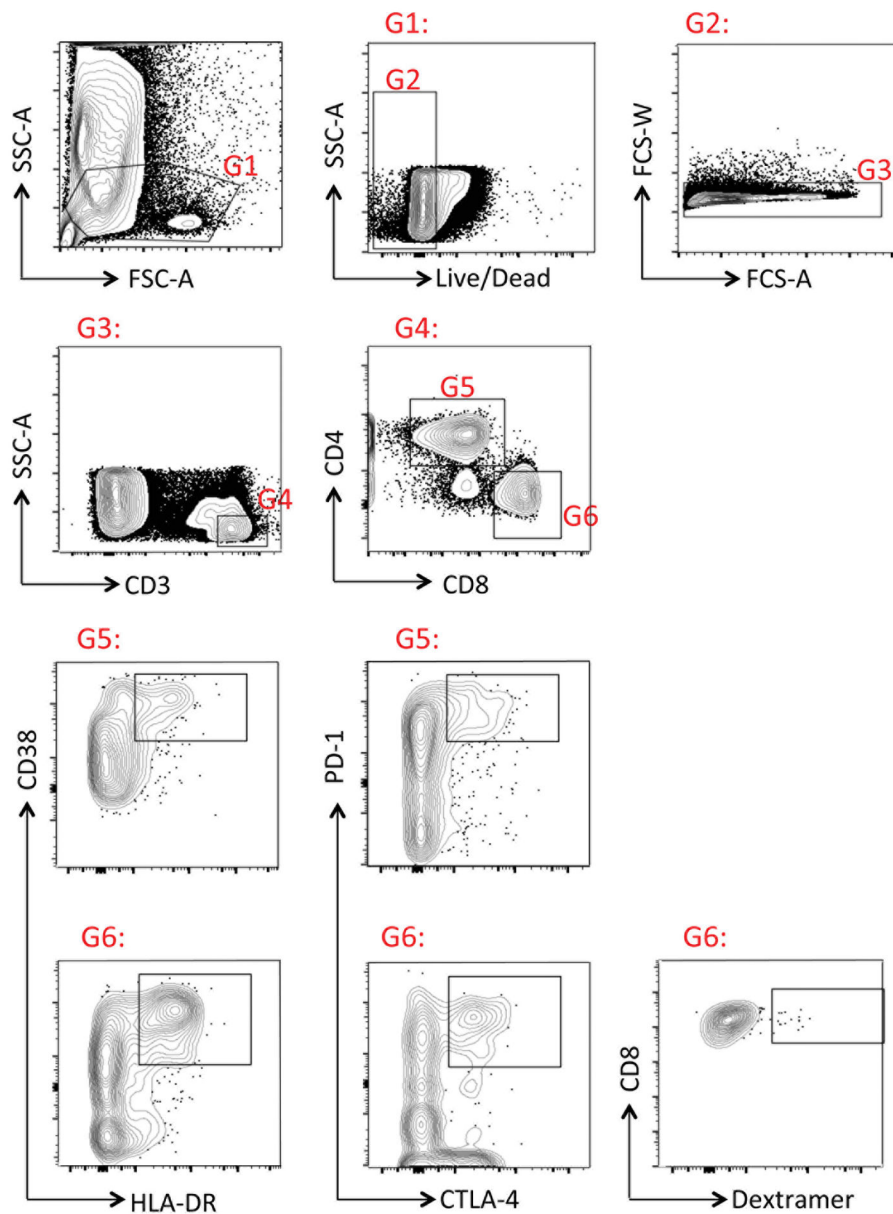 G1:
G2:
SSC-A
G1
FSC-A
SSC-A
G2
Live/Dead
FCS-W
G3
FCS-A
G3:
G4:
SSC-A
G4
CD3
CD4
G5
G6
CD8
G5:
G5:
CD38
PD-1
G6:
G6:
G6:
HLA-DR
CTLA-4
CD8
Dextramer